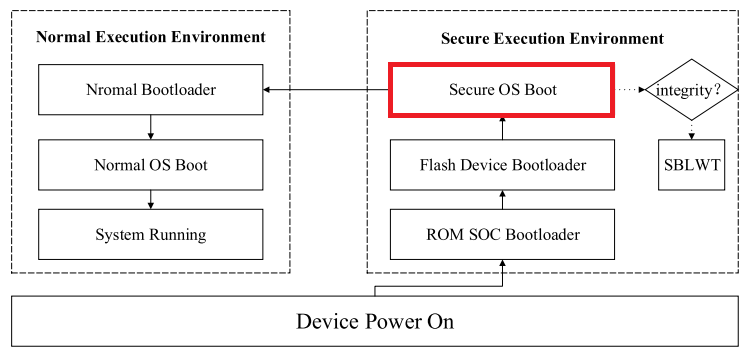 Normal Execution Environment
Nromal Bootloader
Normal OS Boot
System Running
Secure Execution Environment
Secure OS Boot
integrity?
Flash Device Bootloader
SBLWT
ROM SOC Bootloader
Device Power On